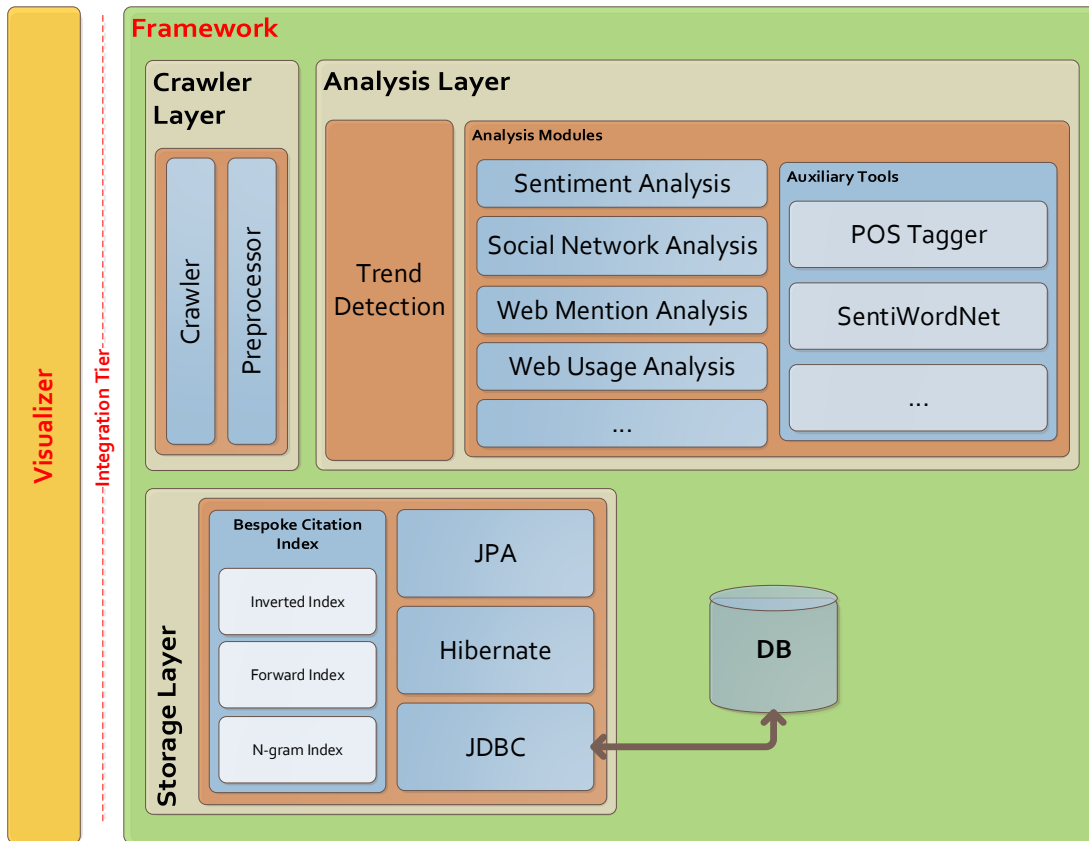 Framework
Visualizer
Integration Tier
Crawler
Layer
Crawler
Preprocessor
Analysis Layer
Trend
Detection
Analysis Modules
Sentiment Analysis
Social Network Analysis
Web Mention Analysis
Web Usage Analysis
...
Auxiliary Tools
POS Tagger
SentiWordNet
...
Storage Layer
Bespoke Citation
Index
Inverted Index
Forward Index
N-gram Index
JPA
Hibernate
JDBC
DB